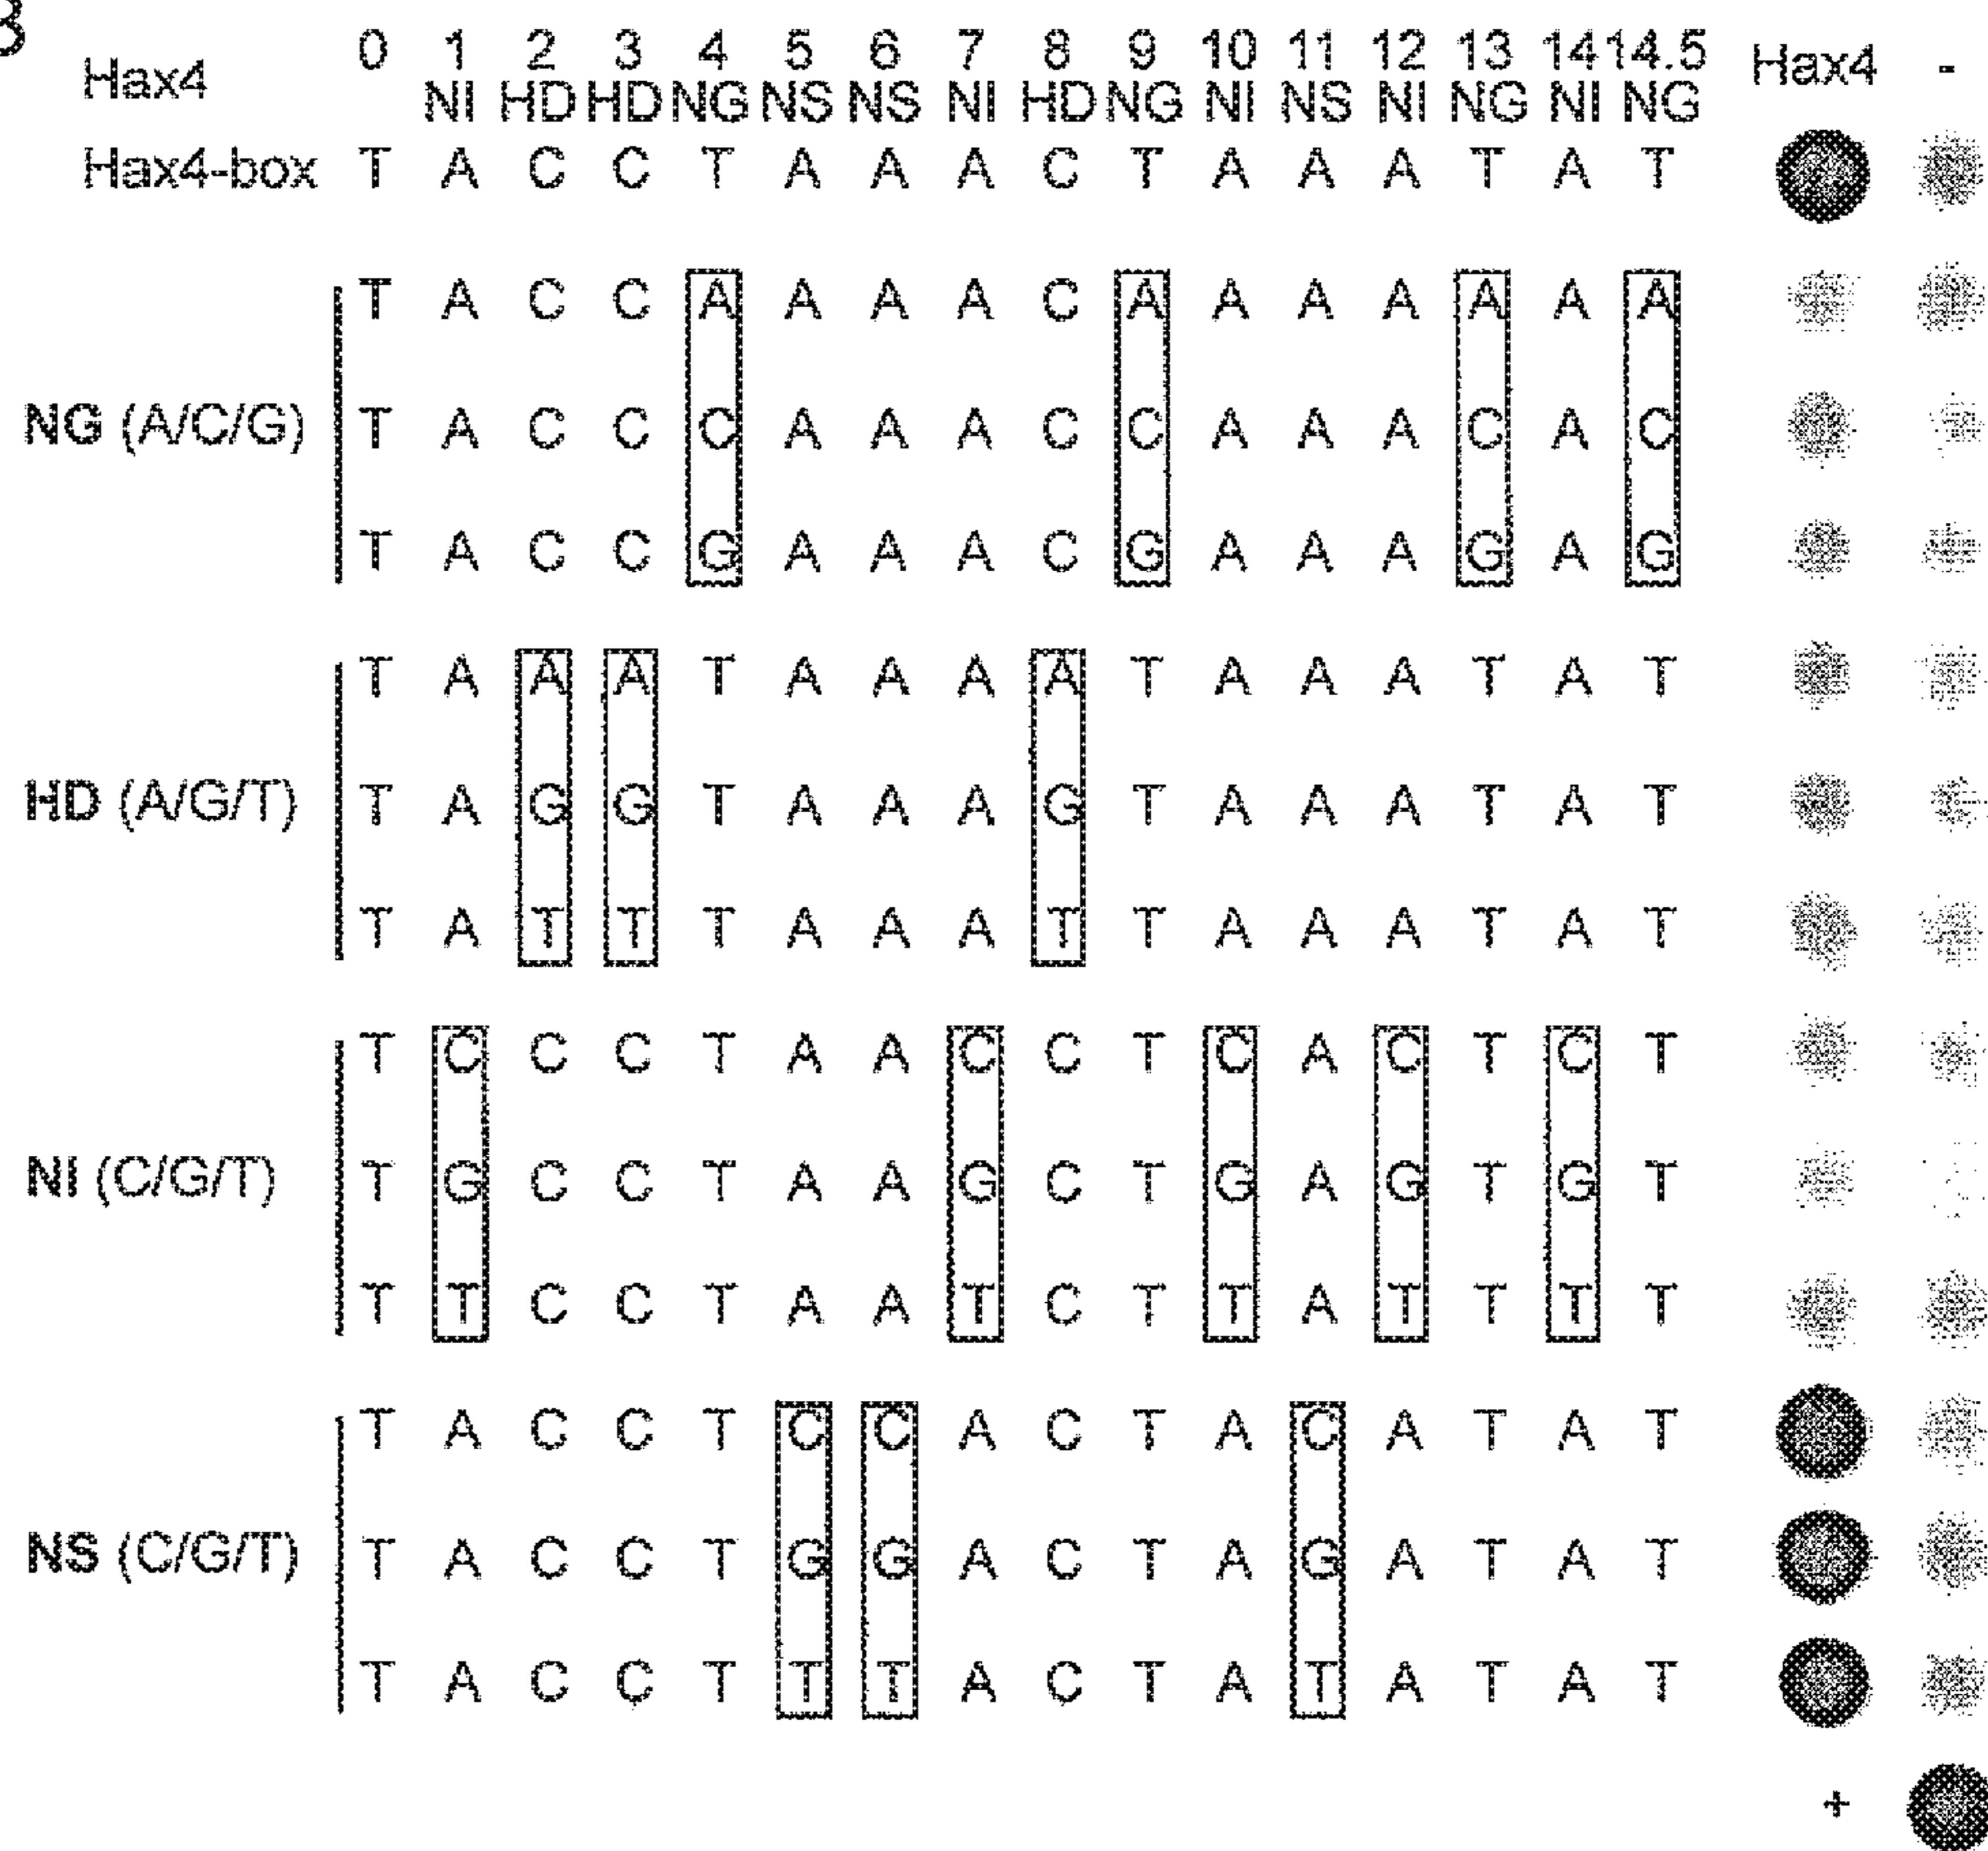 B
0 1 2 3 4 5 6 7 8 9 10 11 12 13 14 14.5 Hax4 -
Hax4 NI HD HD NG NS NS NI HD NG NI NS NI NG NI NG
Hax4-box T A C C T A A A C T A A A T A T
T A C C A A A A C A A A A A A A
NG (A/C/G) T A C C C A A A C C A A A C A C
T A C C G A A A C G A A A G A G
T A A A T A A A A T A A A T A T
HD (A/G/T) T A G G T A A A G T A A A T A T
T A T T T A A A T T A A A T A T
T C C C T A A C C T C A C T C T
NI (C/G/T) T G C C T A A G C T G A G T G T
T T C C T A A T C T T A T T T T
T A C C T C C A C T A C A T A T
NS (C/G/T) T A C C T G G A C T A G A T A T
T A C C T T T A C T A T A T A T
+